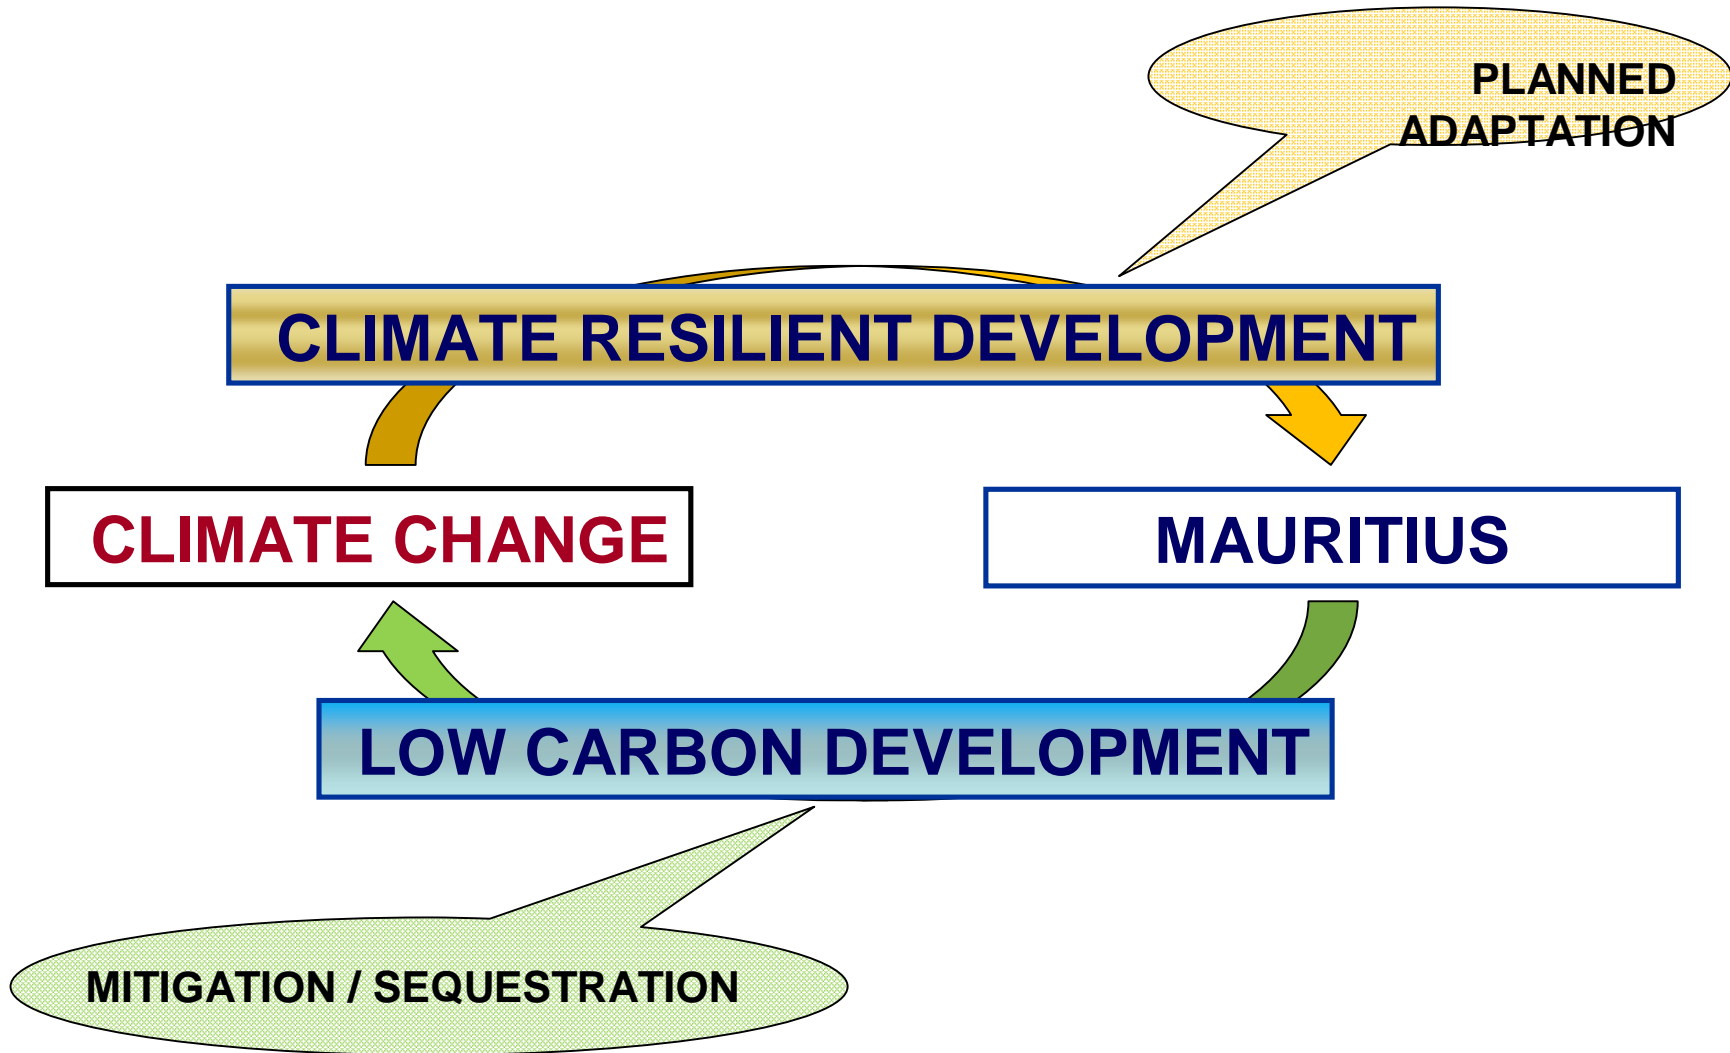 PLANNED
ADAPTATION
CLIMATE RESILIENT DEVELOPMENT
CLIMATE CHANGE
MAURITIUS
LOW CARBON DEVELOPMENT
MITIGATION / SEQUESTRATION